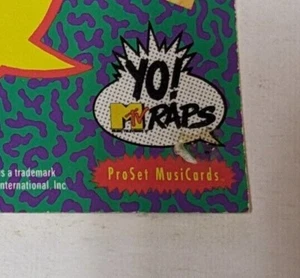 YO!
MTV RAPS
s a trademark
nternational. Inc.
ProSet MusiCards.